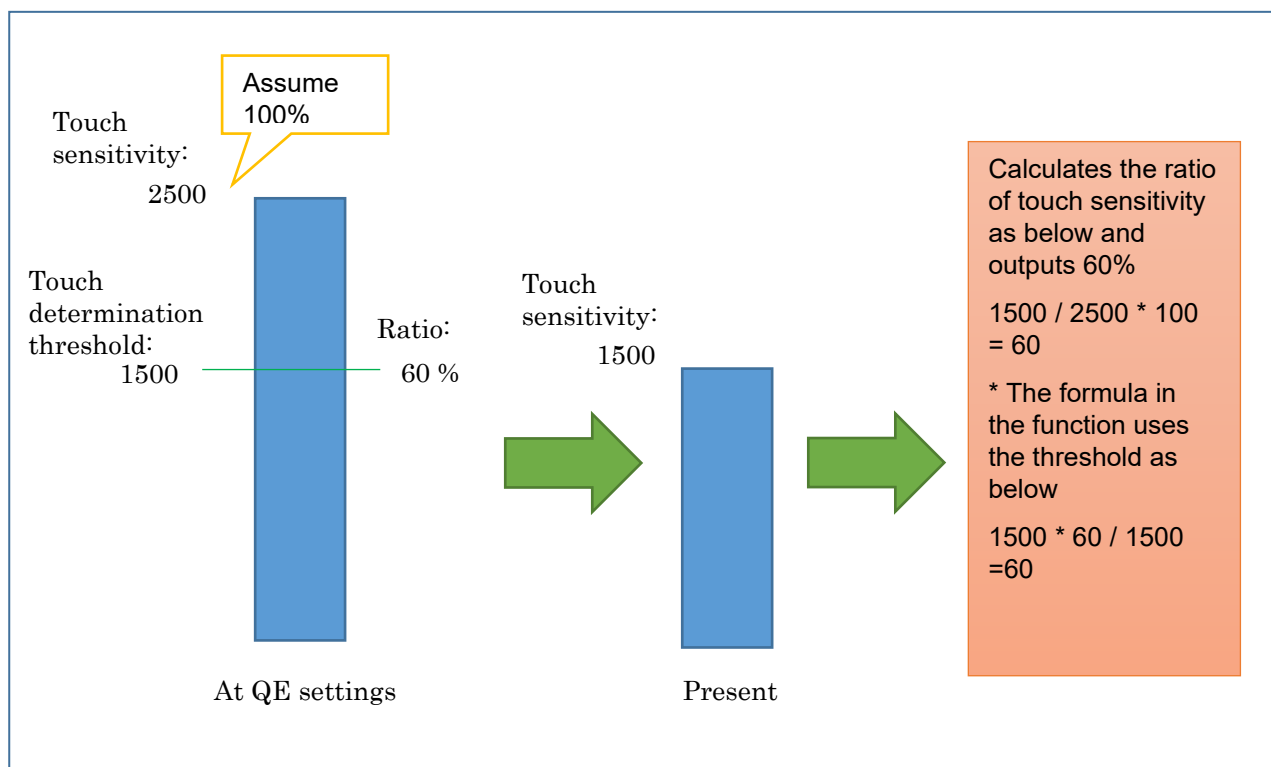 Assume
100%
Touch
sensitivity:
2500
Touch
determination
threshold:
1500
Ratio:
60 %
At QE settings
Touch
sensitivity:
1500
Present
Calculates the ratio
of touch sensitivity
as below and
outputs 60%
1500 / 2500 * 100
= 60
* The formula in
the function uses
the threshold as
below
1500 * 60 / 1500
=60